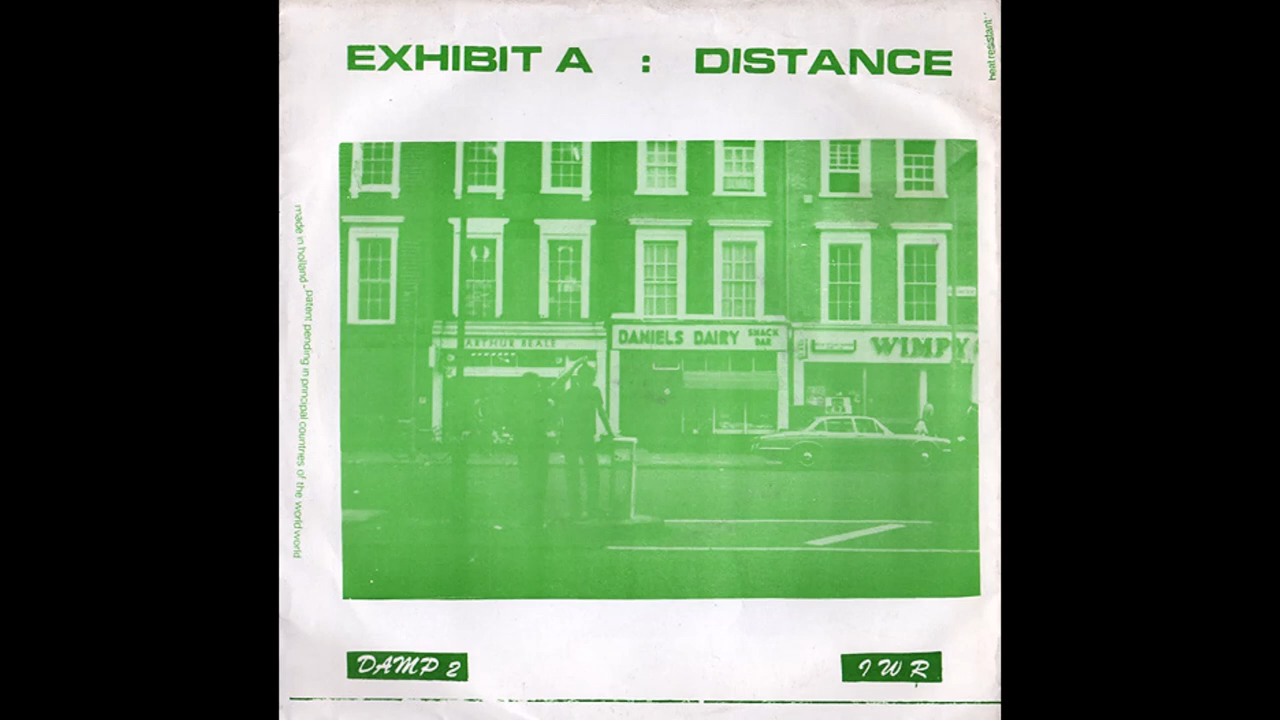 EXHIBIT A : DISTANCE
heat resistant
made in holland - patent pending in principal countries of the world world
ARTHUR BEALE
DANIELS DAIRY SNACK BAR
WIMPY
DAMP 2
I W R